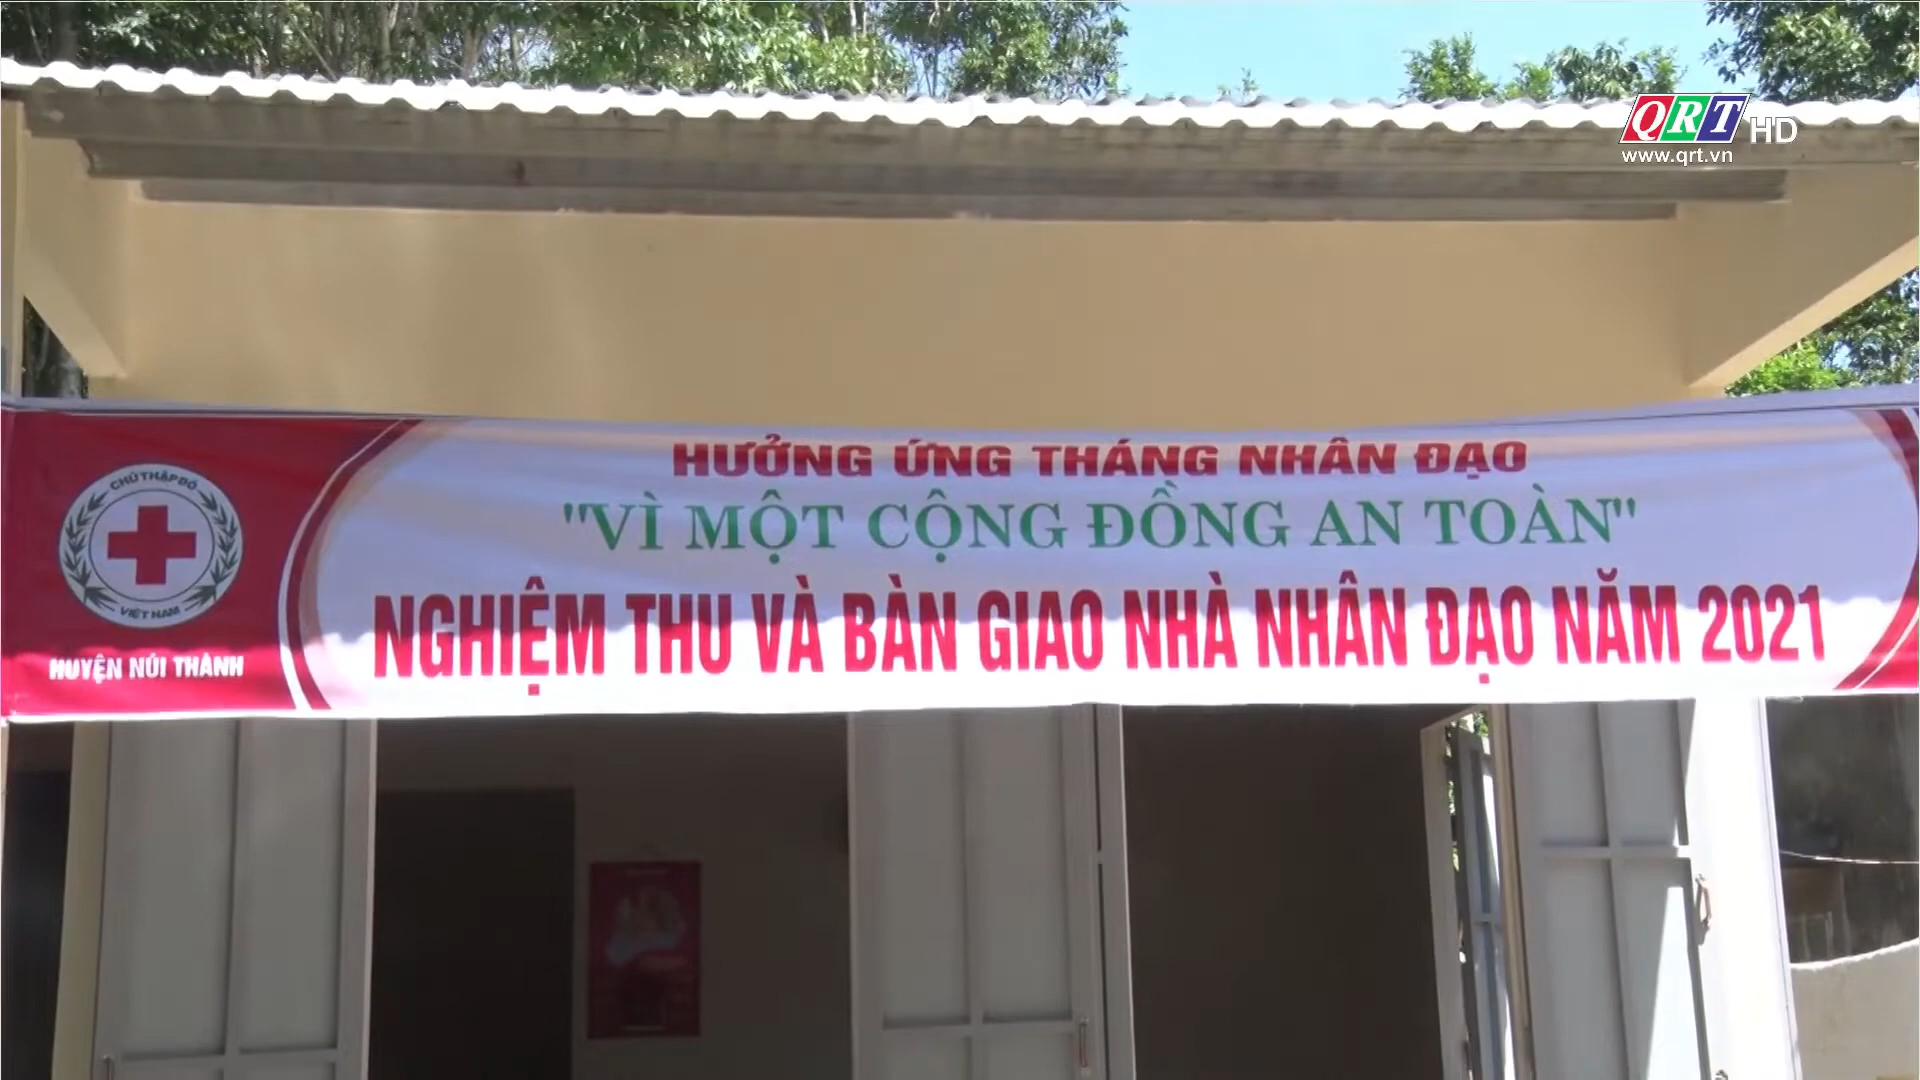 QRT HD
www.qrt.vn
HƯỞNG ỨNG THÁNG NHÂN ĐẠO
"VÌ MỘT CỘNG ĐỒNG AN TOÀN"
NGHIỆM THU VÀ BÀN GIAO NHÀ NHÂN ĐẠO NĂM 2021
CHỮ THẬP ĐỎ
VIỆT NAM
HUYỆN NÚI THÀNH